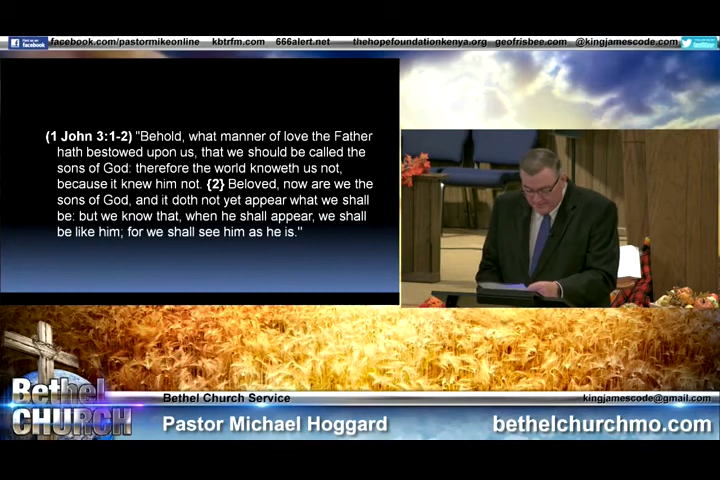 facebook.com/pastormikeonline kbtrfm.com 666alert.net thehopefoundationkenya.org geofrisbee.com @kingjamescode.com
(1 John 3:1-2) "Behold, what manner of love the Father
hath bestowed upon us, that we should be called the
sons of God: therefore the world knoweth us not,
because it knew him not. {2} Beloved, now are we the
sons of God, and it doth not yet appear what we shall
be: but we know that, when he shall appear, we shall
be like him; for we shall see him as he is."
Bethel
CHURCH
Bethel Church Service
kingjamescode@gmail.com
Pastor Michael Hoggard
bethelchurchmo.com